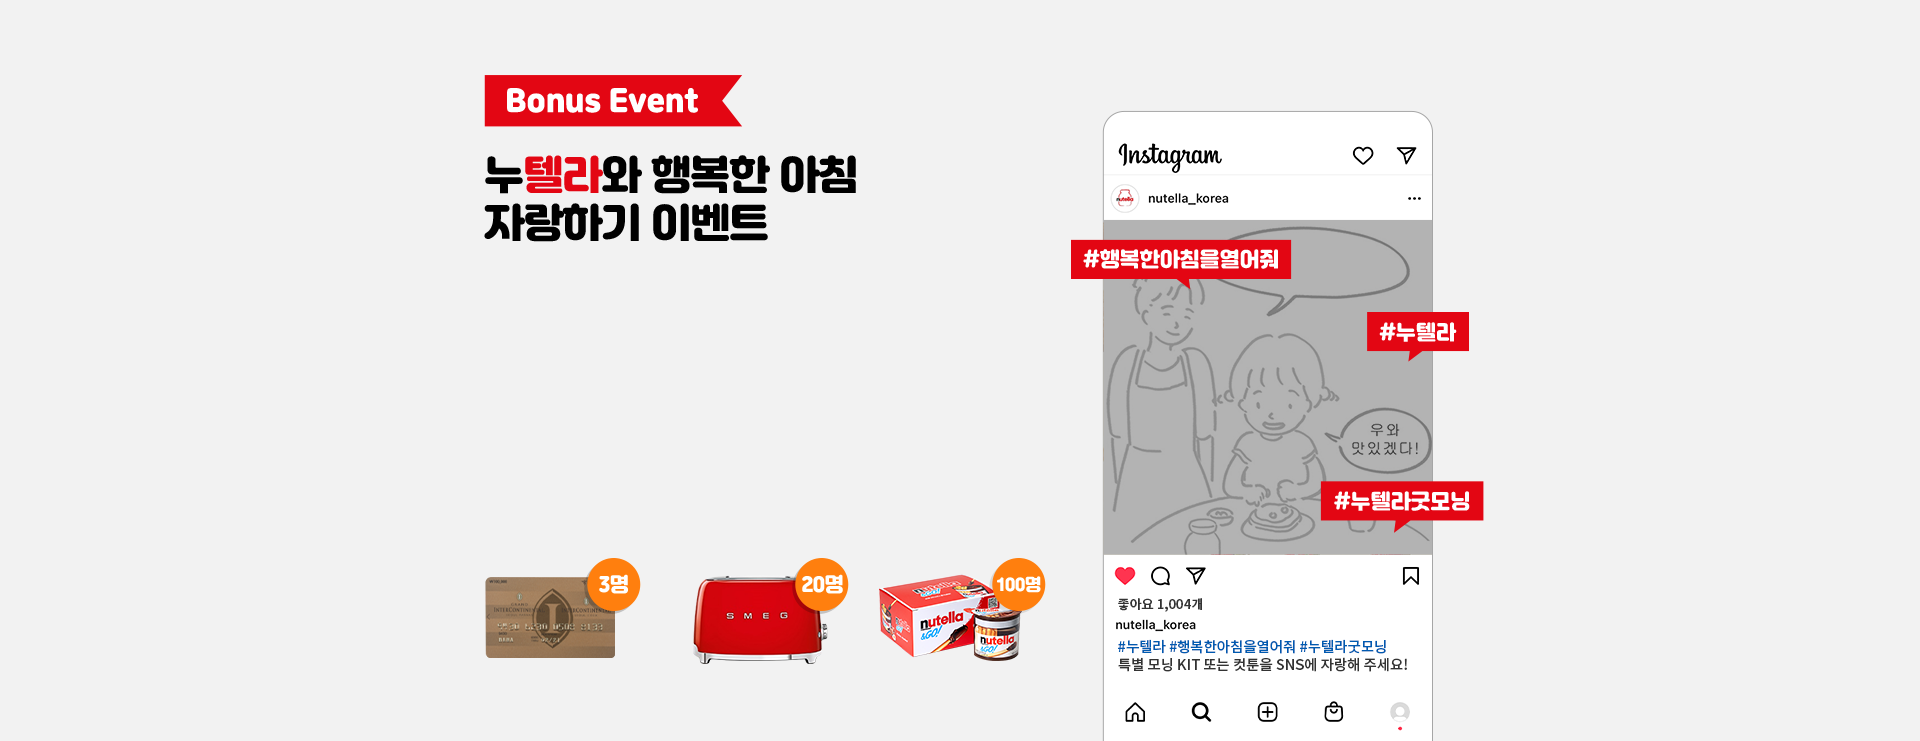 Bonus Event
누텔라와 행복한 아침
자랑하기 이벤트
3명
20명
100명
SMEG
nutella
&GO!
nutella
&GO!
Instagram
nutella
nutella_korea
#행복한아침을열어줘
#누텔라
우와
맛있겠다!
#누텔라굿모닝
좋아요 1,004개
nutella_korea
#누텔라 #행복한아침을열어줘 #누텔라굿모닝
특별 모닝 KIT 또는 컷툰을 SNS에 자랑해 주세요!